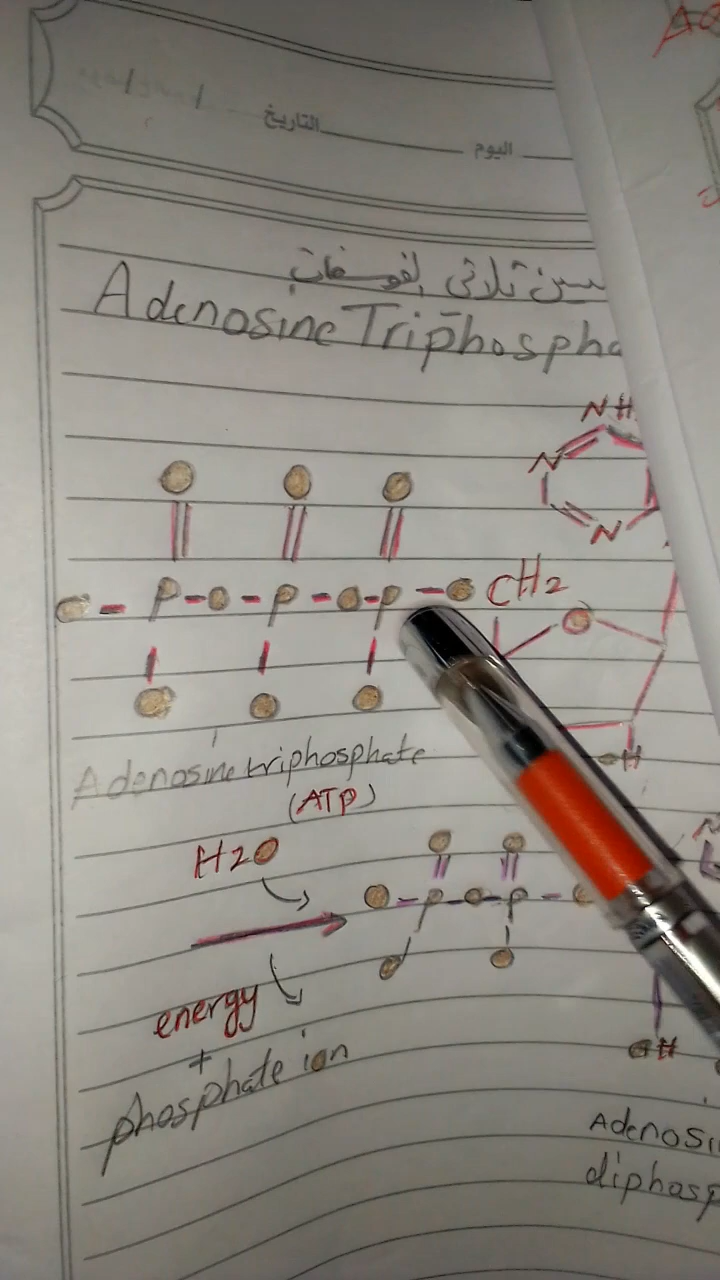 التاريخ
اليوم
ثلاثي الفوسفات
Adenosine Triphospha
NH
N
N
O O O
O-P-O-P-O-P-O CH2
O
O O O
H
Adenosine triphosphate
(ATP)
H2O
O O
O-P-O-P-O
O O
energy
+
phosphate ion
OH
Adenosi
diphosp